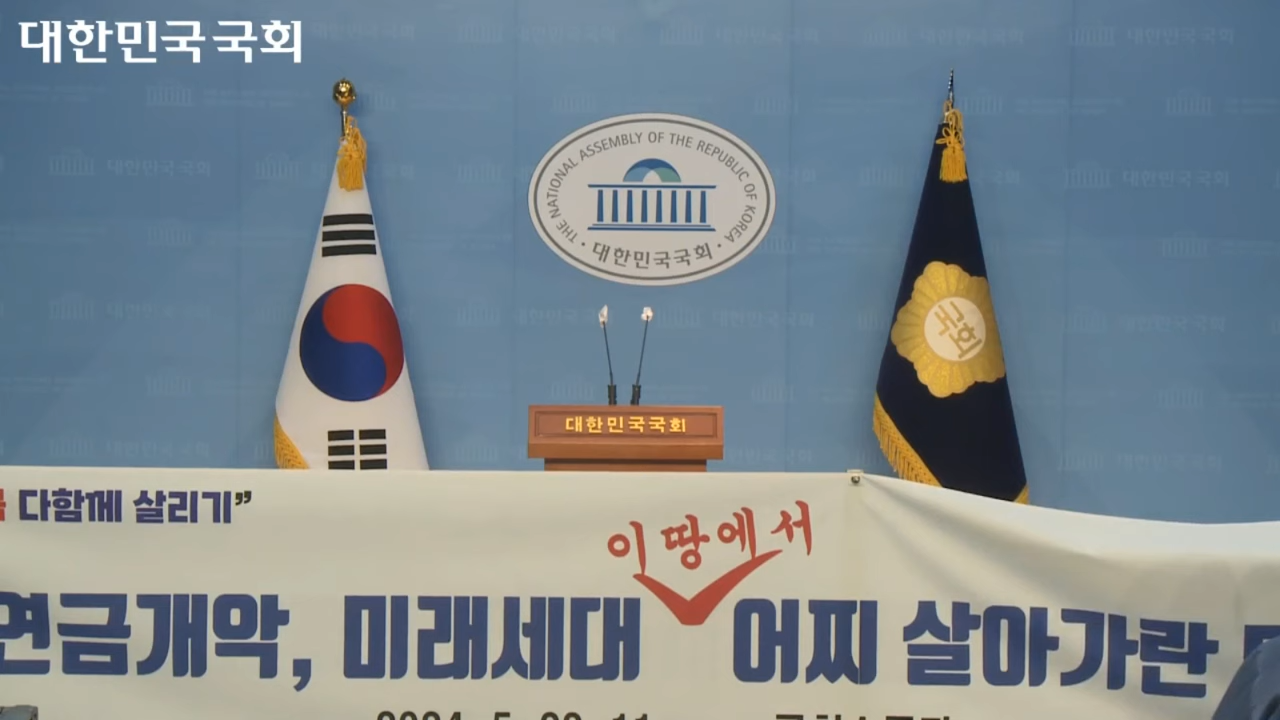 대한민국국회
THE NATIONAL ASSEMBLY OF THE REPUBLIC OF KOREA
· 대한민국국회 ·
국회
대한민국국회
다함께 살리기”
이 땅에서
연금개악, 미래세대 어찌 살아가란